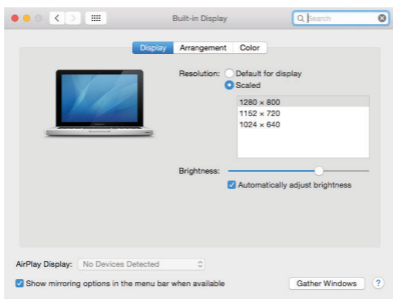 Built-in Display
Search
Display Arrangement Color
Resolution: Default for display
Scaled
1280 × 800
1152 × 720
1024 × 640
Brightness:
Automatically adjust brightness
AirPlay Display: No Devices Detected
Show mirroring options in the menu bar when available
Gather Windows ?